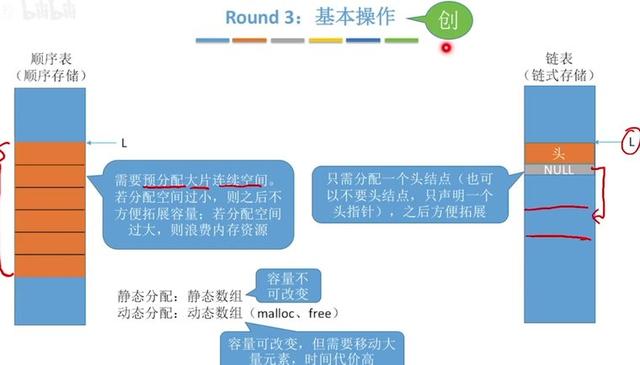 Round 3：基本操作
创
顺序表
（顺序存储）
L
需要预分配大片连续空间。
若分配空间过小，则之后不
方便拓展容量；若分配空间
过大，则浪费内存资源
链表
（链式存储）
L
头
NULL
只需分配一个头结点（也可
以不要头结点，只声明一个
头指针），之后方便拓展
容量不
可改变
静态分配：静态数组
动态分配：动态数组（malloc、free）
容量可改变，但需要移动大
量元素，时间代价高